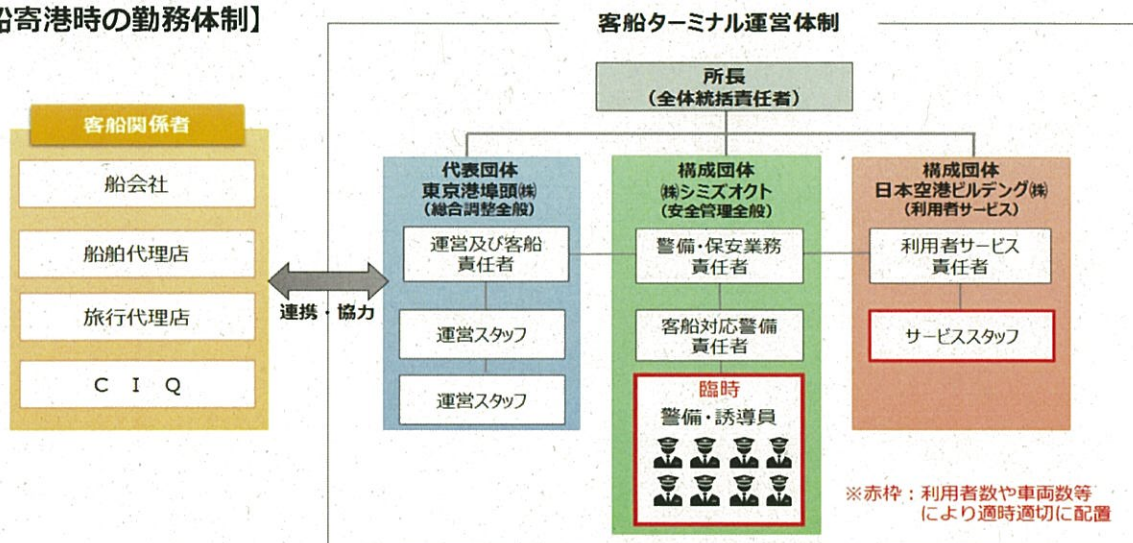 船寄港時の勤務体制】
客船ターミナル運営体制
所長
（全体統括責任者）
客船関係者
船会社
船舶代理店
旅行代理店
ＣＩＱ
連携・協力
代表団体
東京港埠頭㈱
（総合調整全般）
運営及び客船
責任者
運営スタッフ
運営スタッフ
構成団体
㈱シミズオクト
（安全管理全般）
警備・保安業務
責任者
客船対応警備
責任者
臨時
警備・誘導員
構成団体
日本空港ビルデング㈱
（利用者サービス）
利用者サービス
責任者
サービススタッフ
※赤枠：利用者数や車両数等
により適時適切に配置